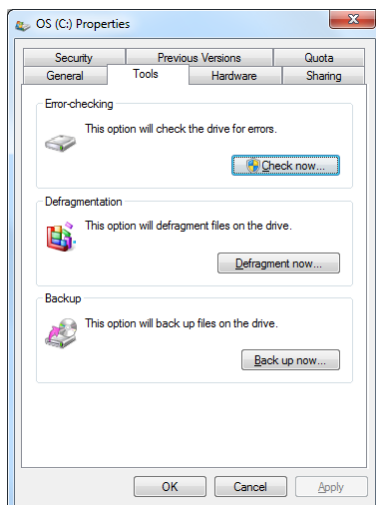 OS (C:) Properties
Security
Previous Versions
Quota
General
Tools
Hardware
Sharing
Error-checking
This option will check the drive for errors.
Check now...
Defragmentation
This option will defragment files on the drive.
Defragment now...
Backup
This option will back up files on the drive.
Back up now...
OK
Cancel
Apply